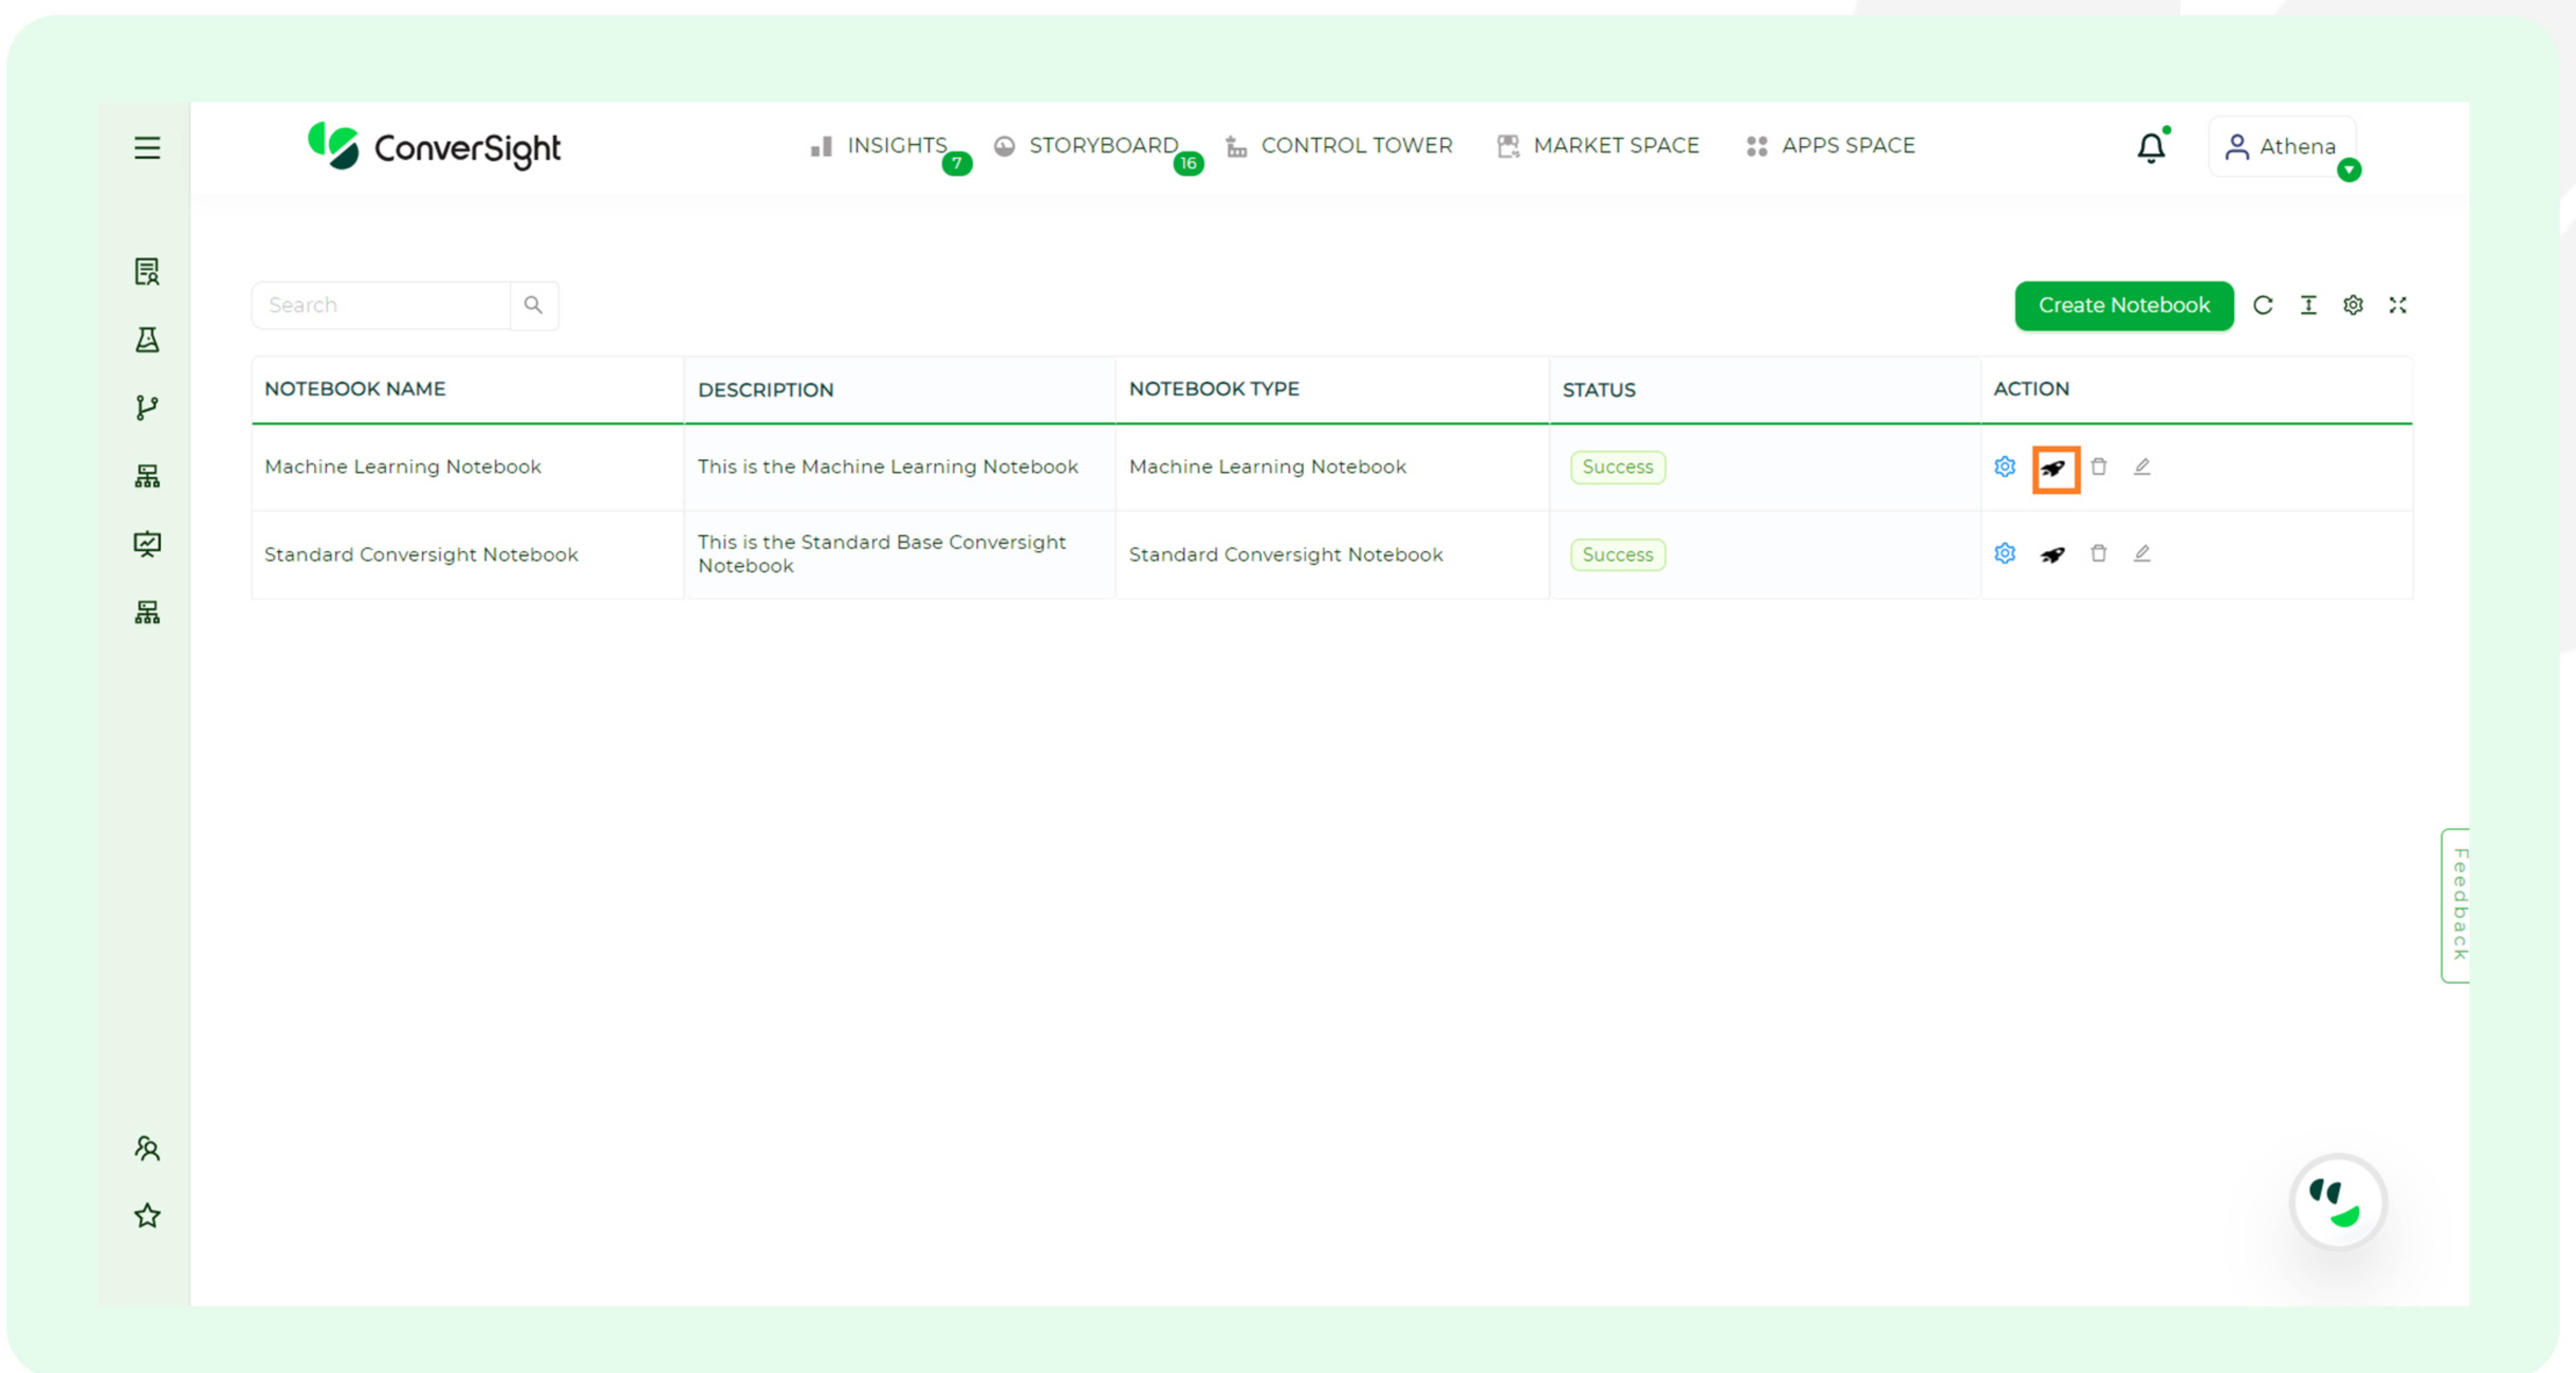 ConverSight
INSIGHTS 7
STORYBOARD 16
CONTROL TOWER
MARKET SPACE
APPS SPACE
Athena
Search
Create Notebook
NOTEBOOK NAME DESCRIPTION NOTEBOOK TYPE STATUS ACTION
Machine Learning Notebook This is the Machine Learning Notebook Machine Learning Notebook Success
Standard Conversight Notebook This is the Standard Base Conversight
Notebook Standard Conversight Notebook Success
Feedback